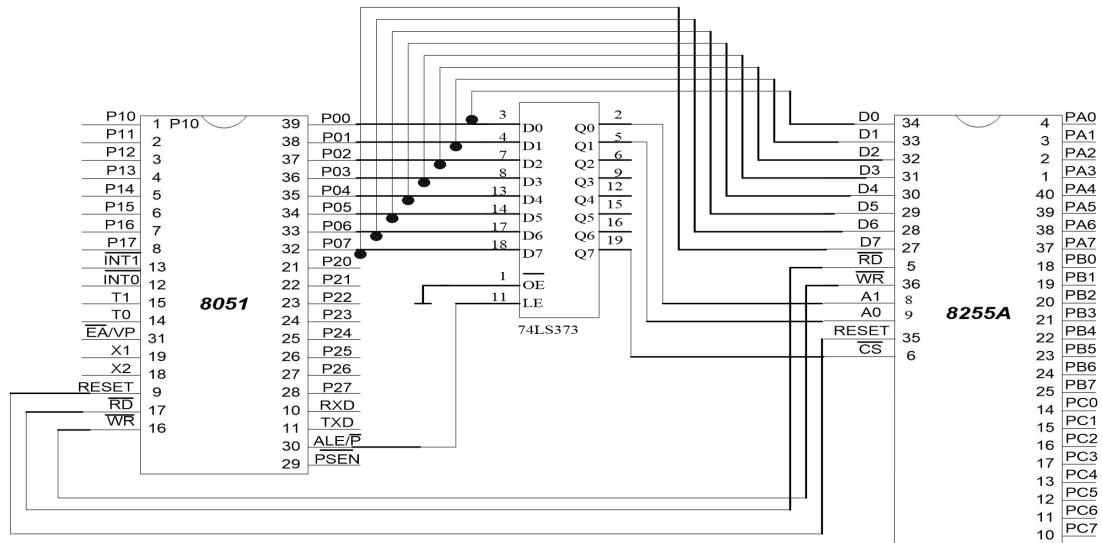 P10 1 P10 39 P00 3 D0 Q0 2 D0 34 4 PA0
P11 2 38 P01 4 D1 Q1 5 D1 33 3 PA1
P12 3 37 P02 7 D2 Q2 6 D2 32 2 PA2
P13 4 36 P03 8 D3 Q3 9 D3 31 1 PA3
P14 5 35 P04 13 D4 Q4 12 D4 30 40 PA4
P15 6 34 P05 14 D5 Q5 15 D5 29 39 PA5
P16 7 33 P06 17 D6 Q6 16 D6 28 38 PA6
P17 8 32 P07 18 D7 Q7 19 D7 27 37 PA7
INT1 13 21 P20 RD 5 18 PB0
INT0 12 22 P21 1 OE WR 36 19 PB1
T1 15 8051 23 P22 11 LE A1 8 8255A 20 PB2
T0 14 24 P23 74LS373 A0 9 21 PB3
EA/VP 31 25 P24 RESET 35 22 PB4
X1 19 26 P25 CS 6 23 PB5
X2 18 27 P26 24 PB6
RESET 9 28 P27 25 PB7
RD 17 10 RXD 14 PC0
WR 16 11 TXD 15 PC1
30 ALE/P 16 PC2
29 PSEN 17 PC3
13 PC4
12 PC5
11 PC6
10 PC7